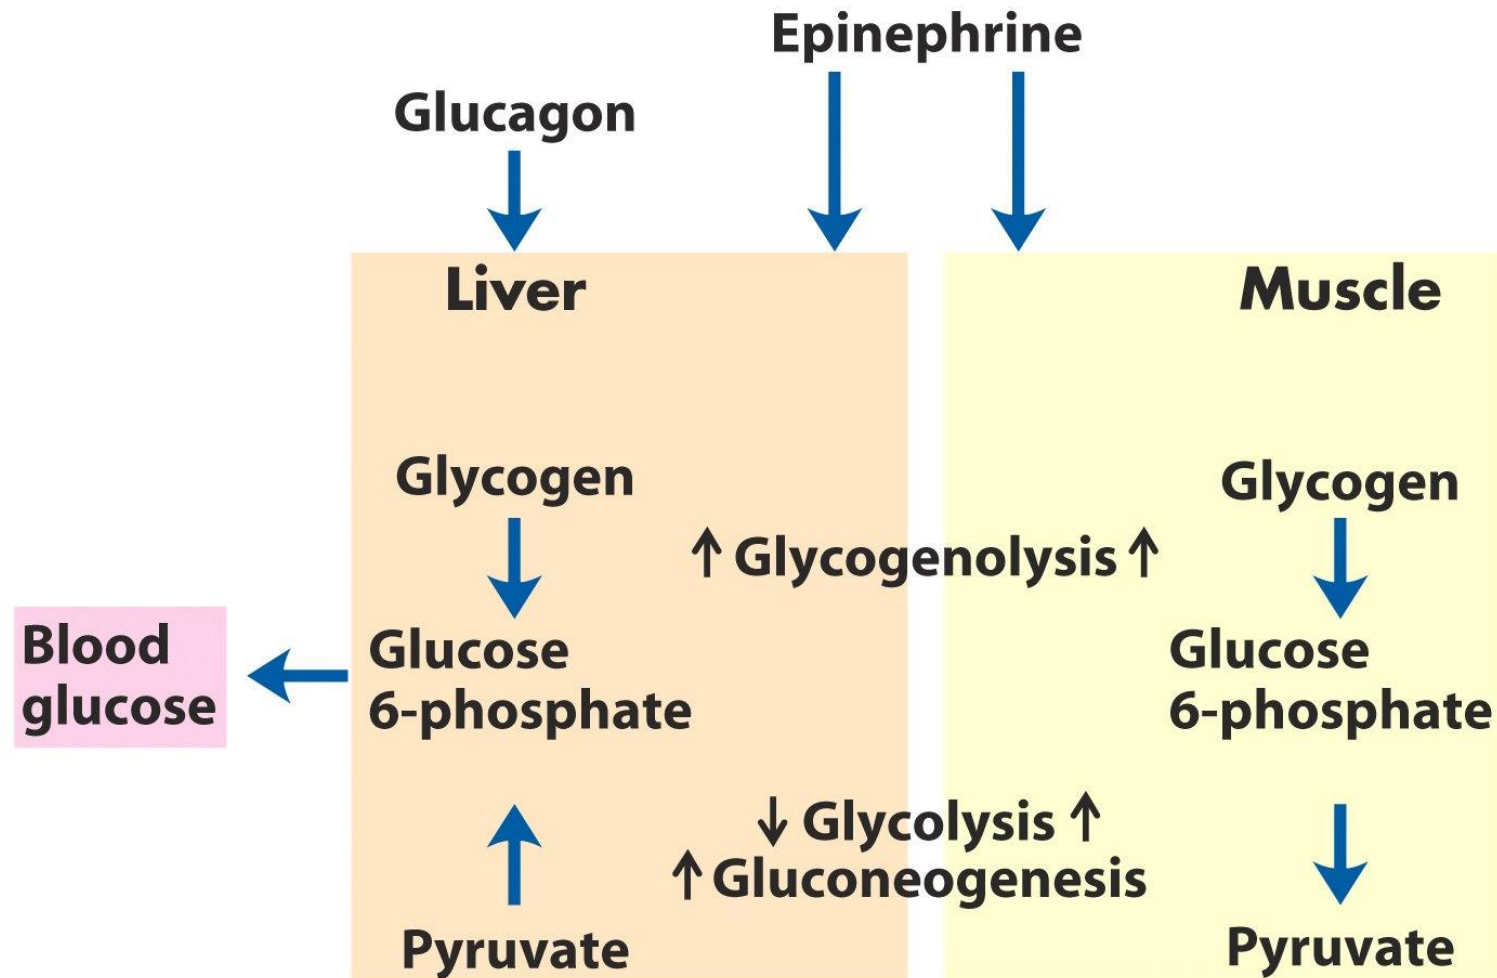 Epinephrine
Glucagon
Liver
Muscle
Glycogen
Glycogen
↑ Glycogenolysis ↑
Blood
glucose
Glucose
6-phosphate
Glucose
6-phosphate
↓ Glycolysis ↑
↑ Gluconeogenesis
Pyruvate
Pyruvate